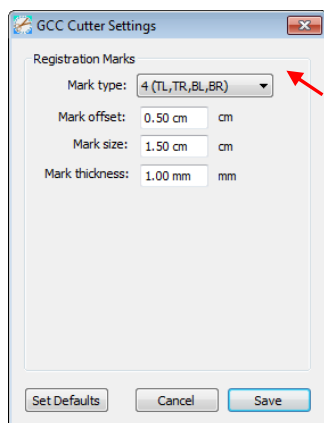 GCC Cutter Settings
Registration Marks
Mark type: 4 (TL,TR,BL,BR)
Mark offset: 0.50 cm cm
Mark size: 1.50 cm cm
Mark thickness: 1.00 mm mm
Set Defaults Cancel Save